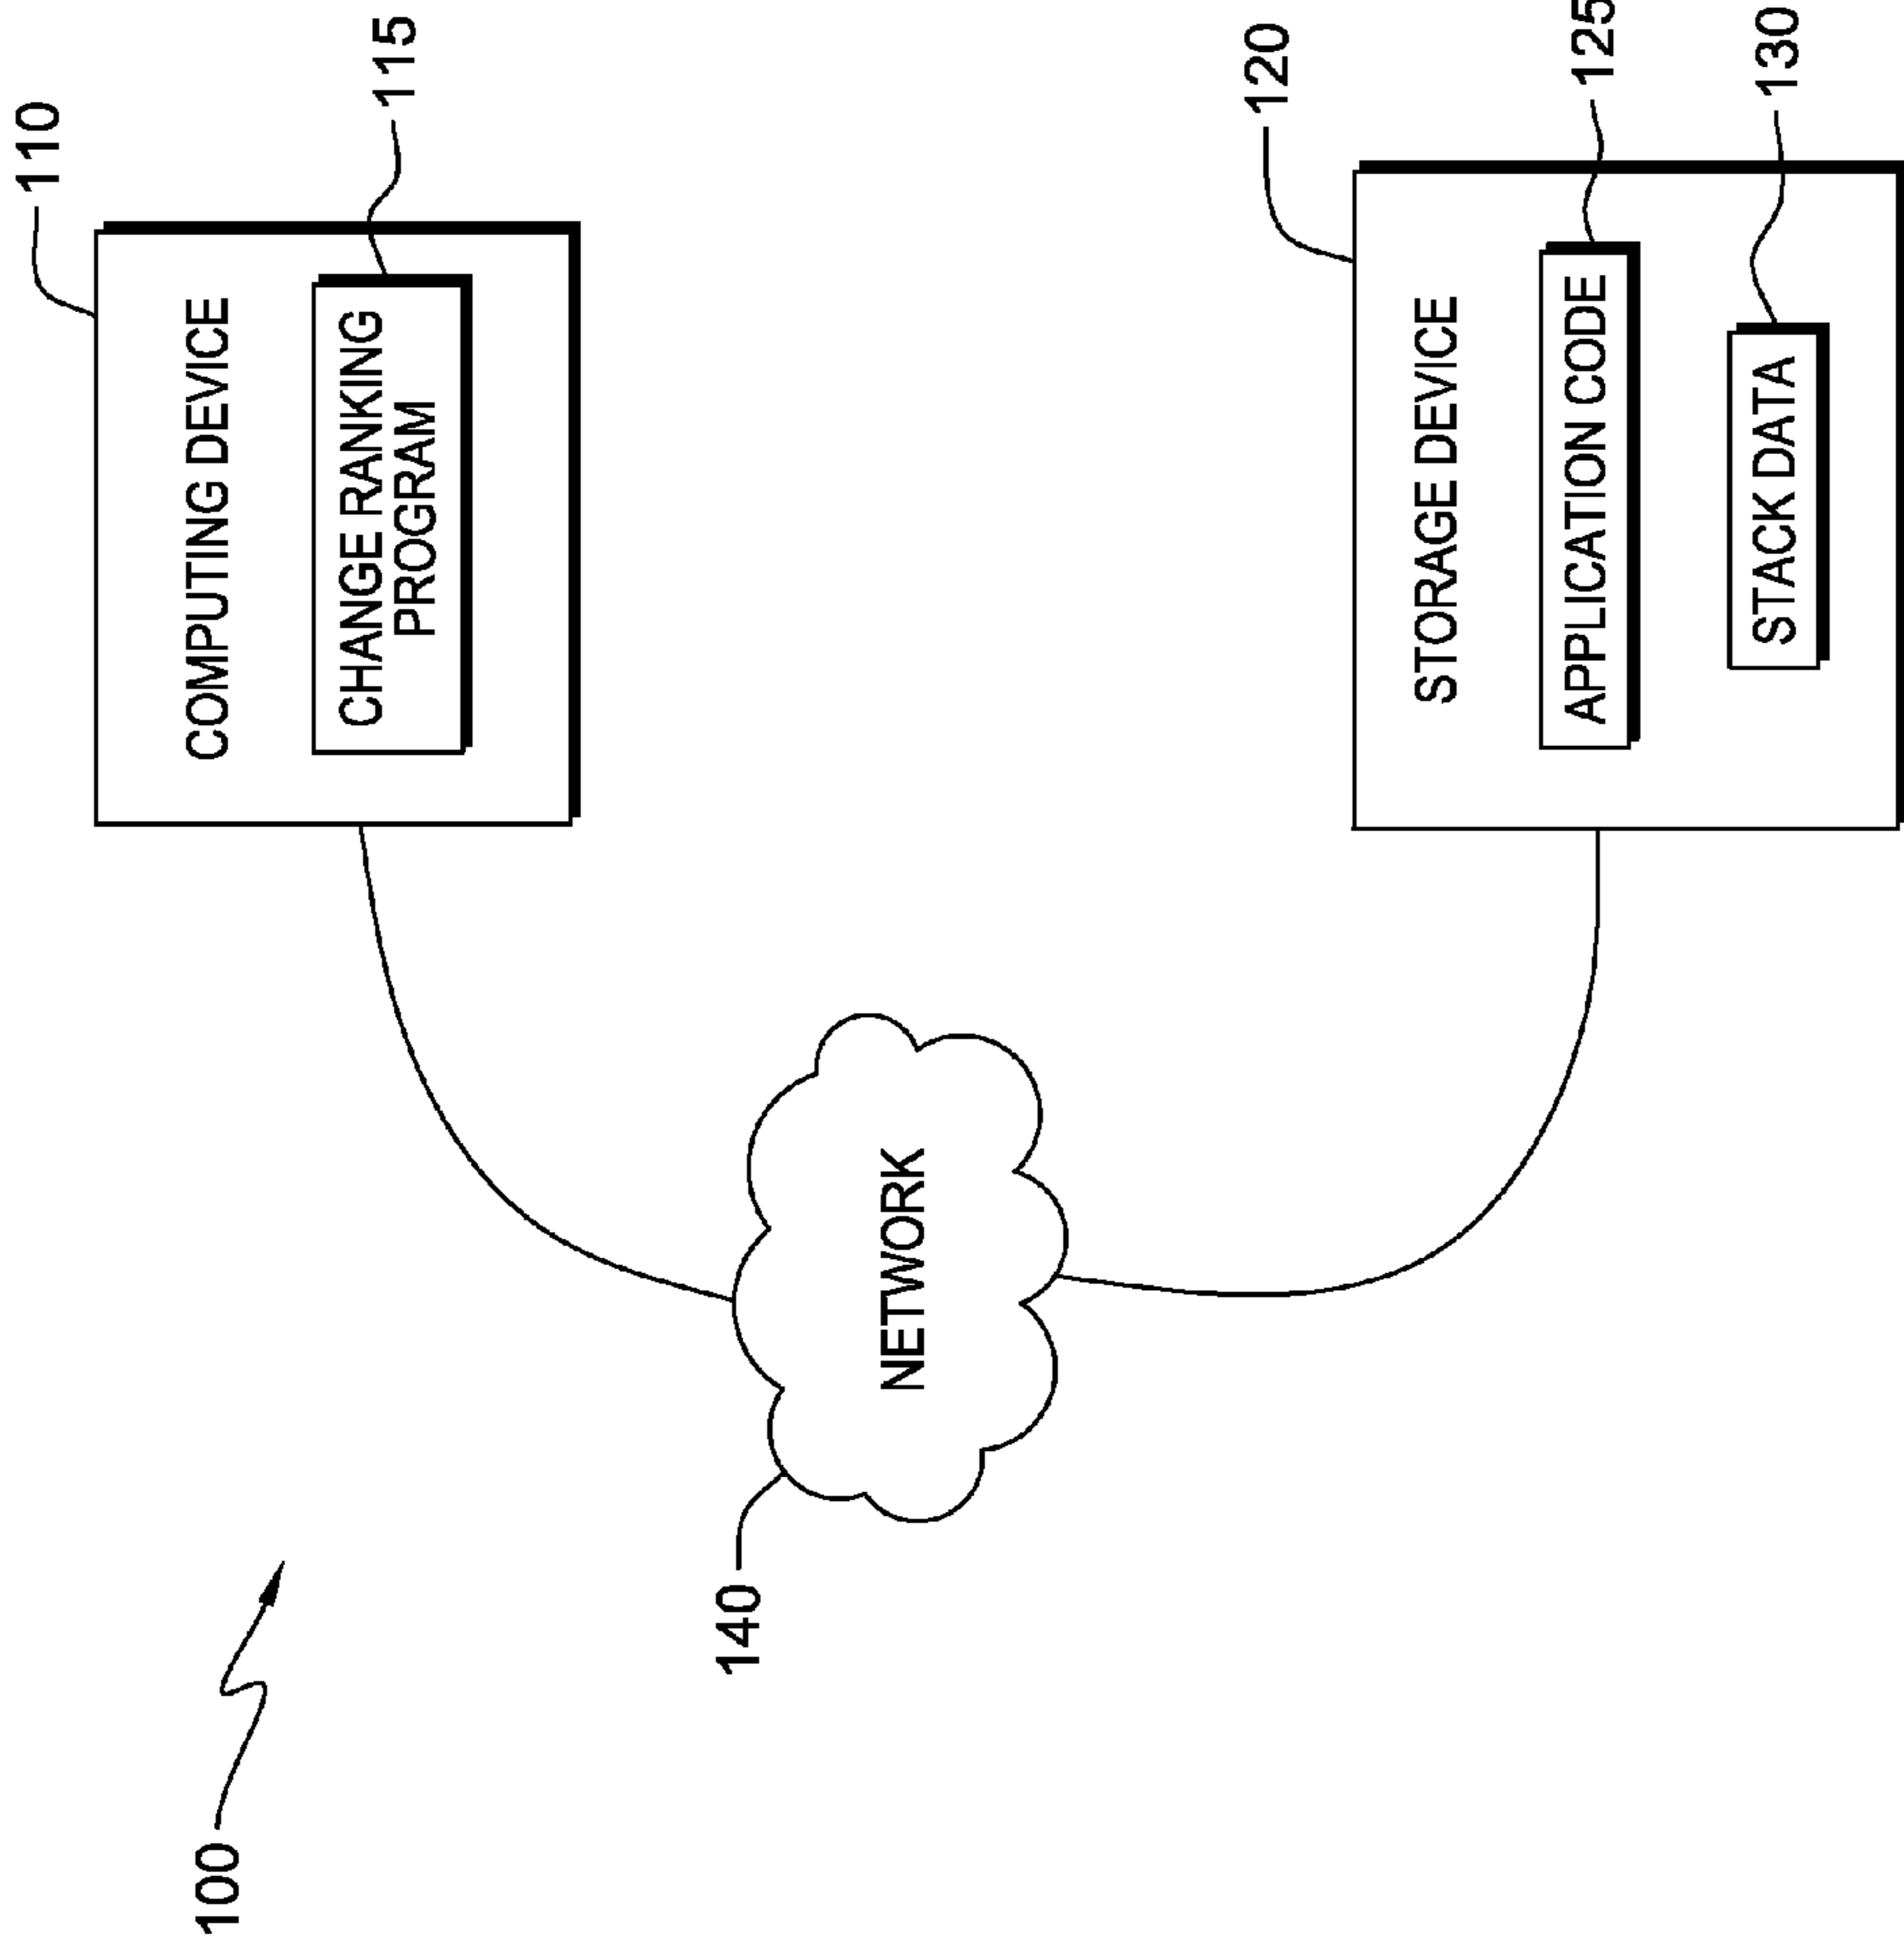 100
110
COMPUTING DEVICE
CHANGE RANKING
PROGRAM
115
140
NETWORK
120
STORAGE DEVICE
APPLICATION CODE
125
STACK DATA
130